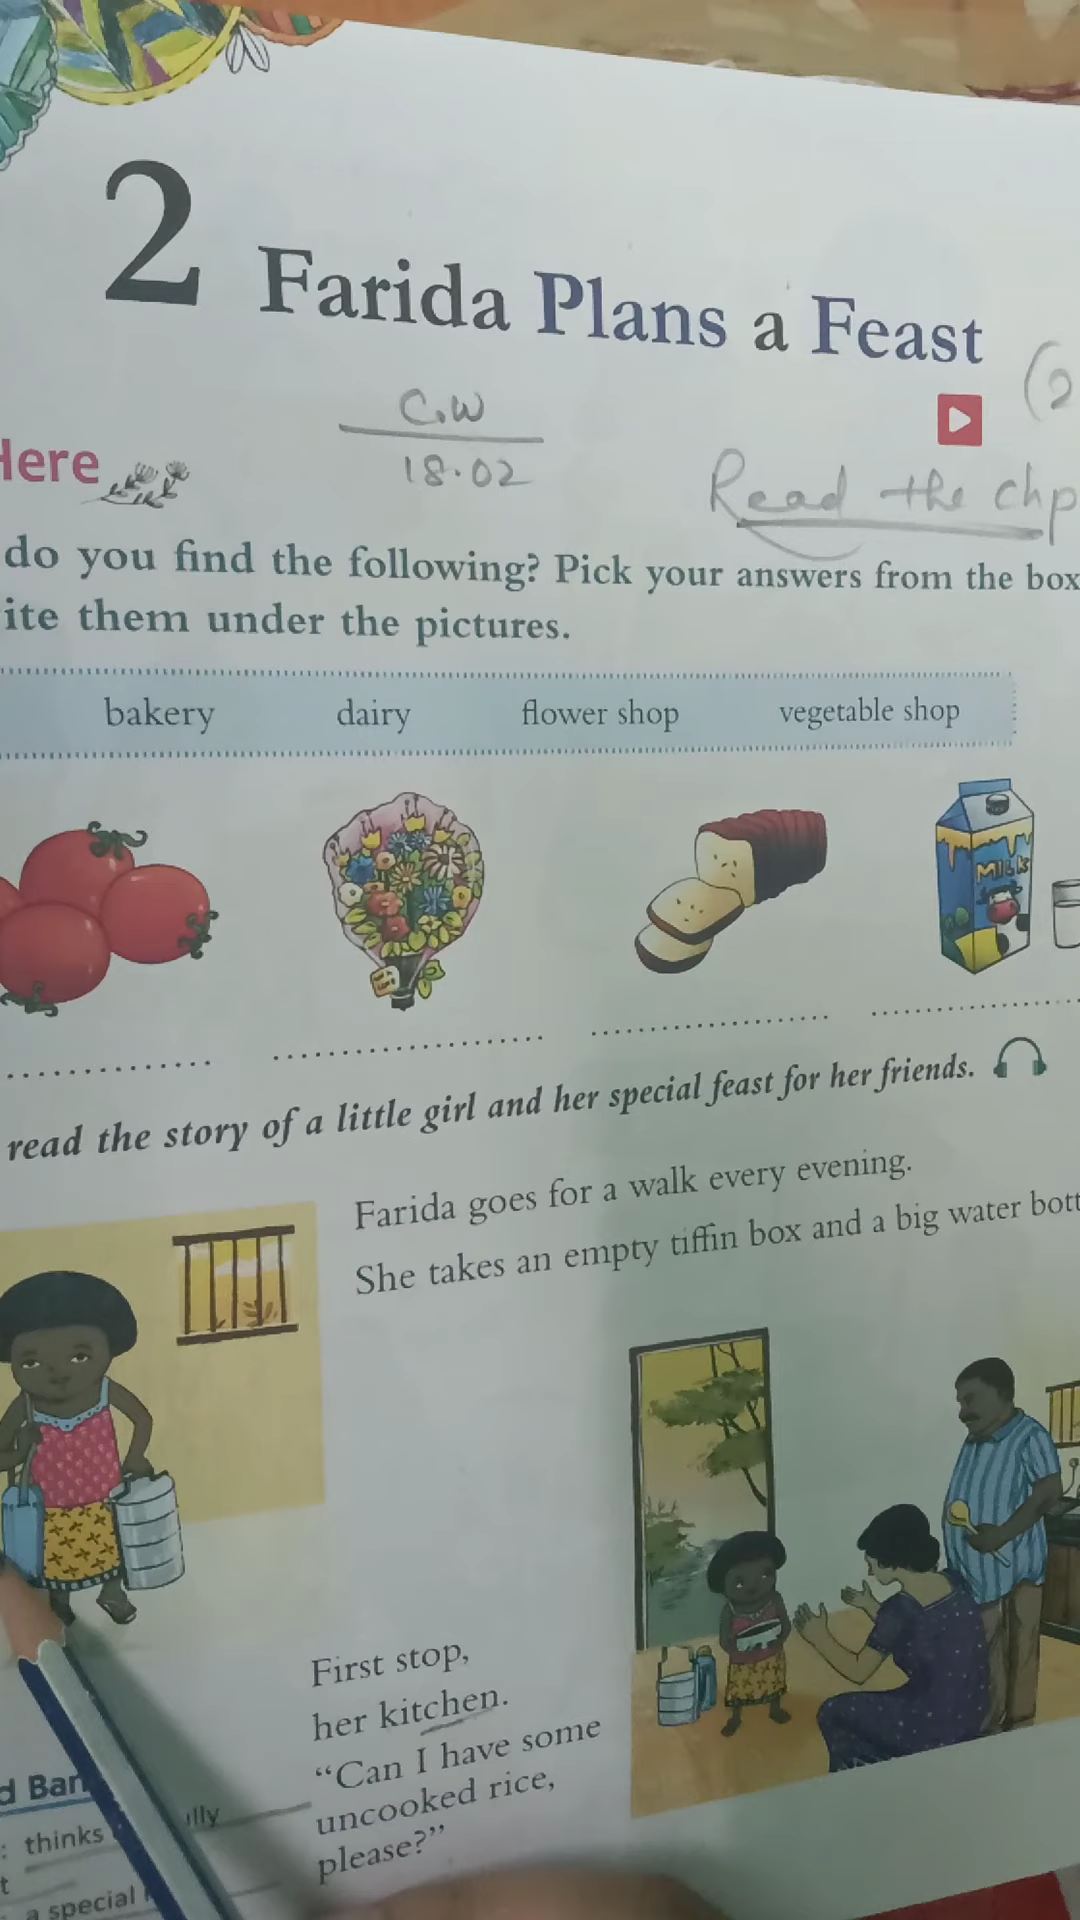 2 Farida Plans a Feast
C.W
18.02
Read the chp
Here
do you find the following? Pick your answers from the box
ite them under the pictures.
bakery dairy flower shop vegetable shop
MILK
read the story of a little girl and her special feast for her friends.
Farida goes for a walk every evening.
She takes an empty tiffin box and a big water bott
First stop,
her kitchen.
“Can I have some
uncooked rice,
please?”
d Ban
: thinks
a special